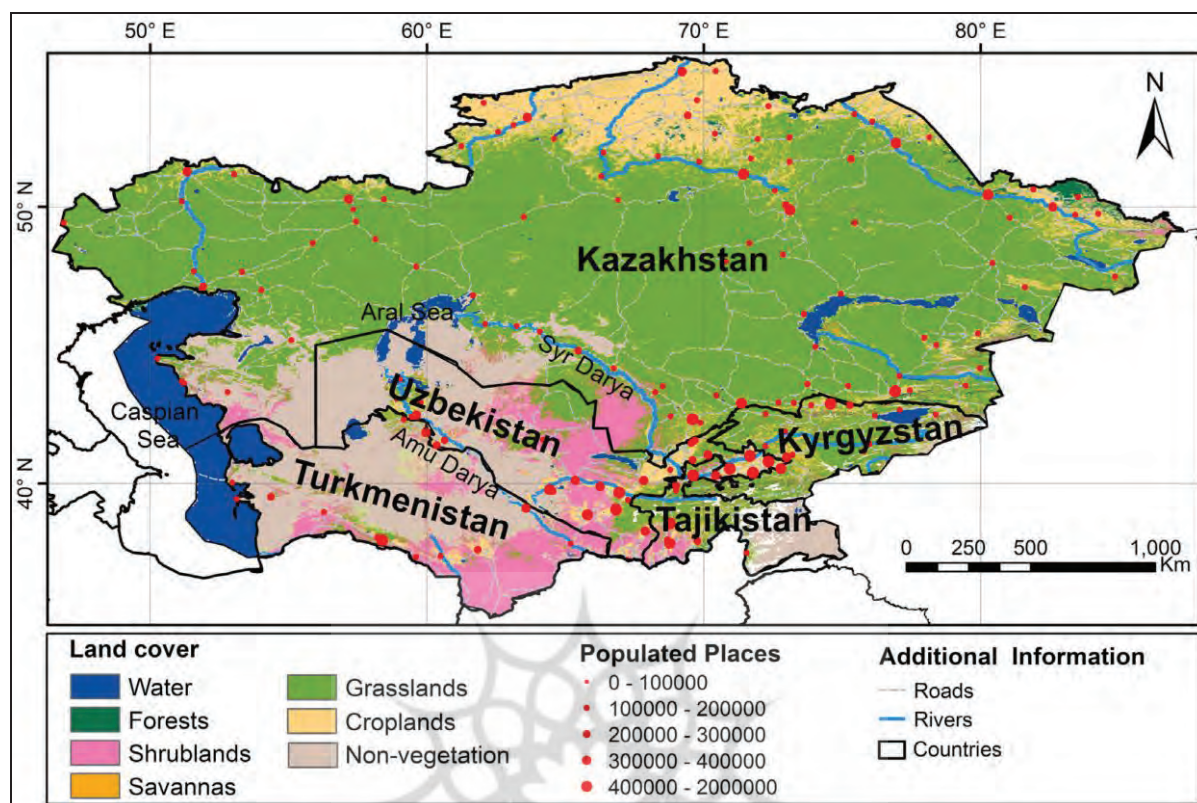 50° E 60° E 70° E 80° E
N
50° N
50° N
Kazakhstan
Aral Sea
Syr Darya
Caspian
Sea
Uzbekistan
Kyrgyzstan
Amu Darya
40° N
40° N
Turkmenistan
Tajikistan
0 250 500 1,000
Km
Land cover
Water
Forests
Shrublands
Savannas
Grasslands
Croplands
Non-vegetation
Populated Places
0 - 100000
100000 - 200000
200000 - 300000
300000 - 400000
400000 - 2000000
Additional Information
Roads
Rivers
Countries